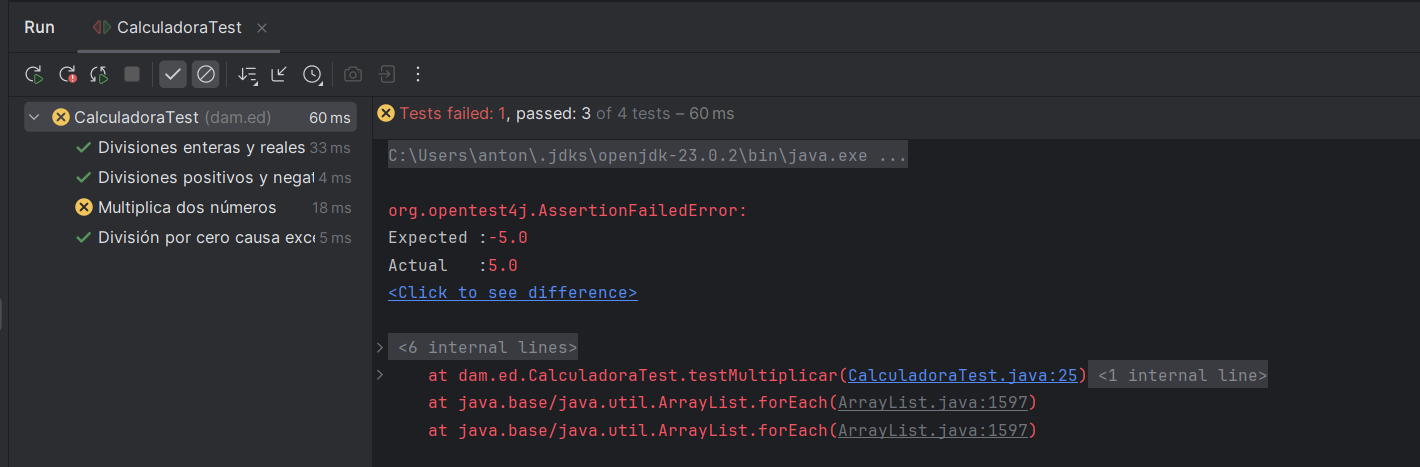 Run CalculadoraTest
CalculadoraTest (dam.ed) 60 ms
Divisiones enteras y reales 33 ms
Divisiones positivos y negat 4 ms
Multiplica dos números 18 ms
División por cero causa exce 5 ms
Tests failed: 1, passed: 3 of 4 tests – 60 ms
C:\Users\anton\.jdks\openjdk-23.0.2\bin\java.exe ...
org.opentest4j.AssertionFailedError:
Expected :-5.0
Actual   :5.0
<Click to see difference>
<6 internal lines>
at dam.ed.CalculadoraTest.testMultiplicar(CalculadoraTest.java:25) <1 internal line>
at java.base/java.util.ArrayList.forEach(ArrayList.java:1597)
at java.base/java.util.ArrayList.forEach(ArrayList.java:1597)